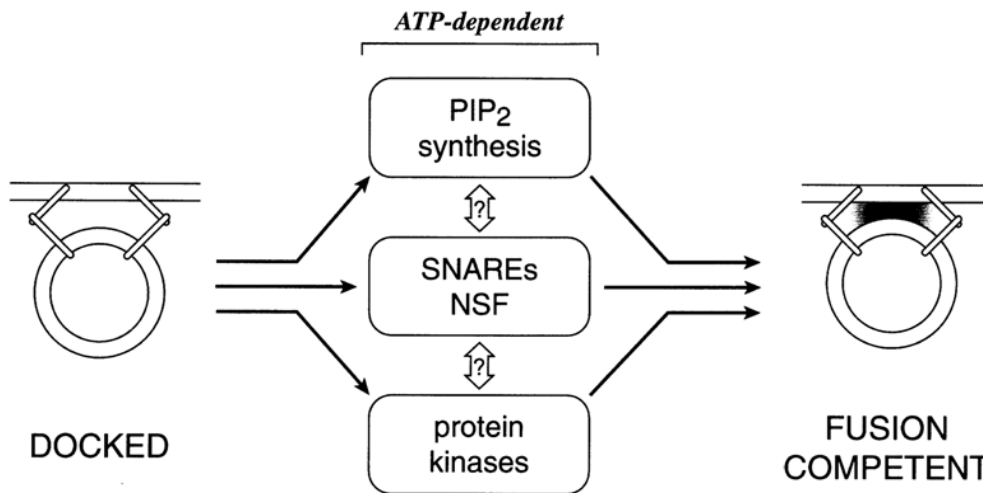 ATP-dependent
PIP₂
synthesis
?
SNAREs
NSF
?
protein
kinases
DOCKED
FUSION
COMPETENT